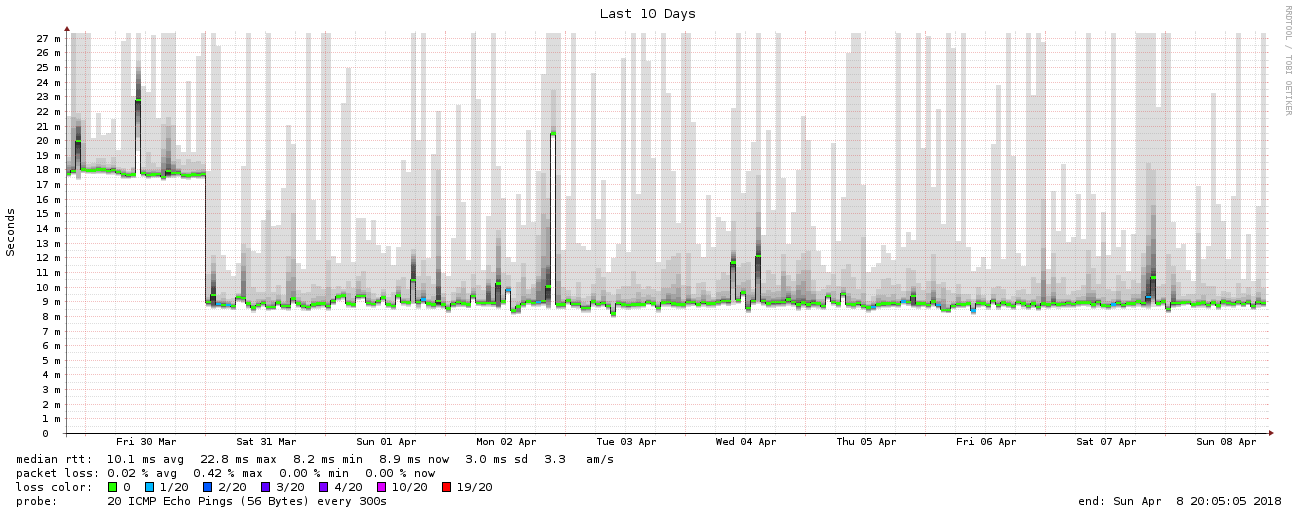 Last 10 Days
RRDTOOL / TOBI OETIKER
Seconds
27 m
26 m
25 m
24 m
23 m
22 m
21 m
20 m
19 m
18 m
17 m
16 m
15 m
14 m
13 m
12 m
11 m
10 m
9 m
8 m
7 m
6 m
5 m
4 m
3 m
2 m
1 m
0
Fri 30 Mar Sat 31 Mar Sun 01 Apr Mon 02 Apr Tue 03 Apr Wed 04 Apr Thu 05 Apr Fri 06 Apr Sat 07 Apr Sun 08 Apr
median rtt: 10.1 ms avg 22.8 ms max 8.2 ms min 8.9 ms now 3.0 ms sd 3.3 am/s
packet loss: 0.02 % avg 0.42 % max 0.00 % min 0.00 % now
loss color: 0 1/20 2/20 3/20 4/20 10/20 19/20
probe: 20 ICMP Echo Pings (56 Bytes) every 300s end: Sun Apr 8 20:05:05 2018